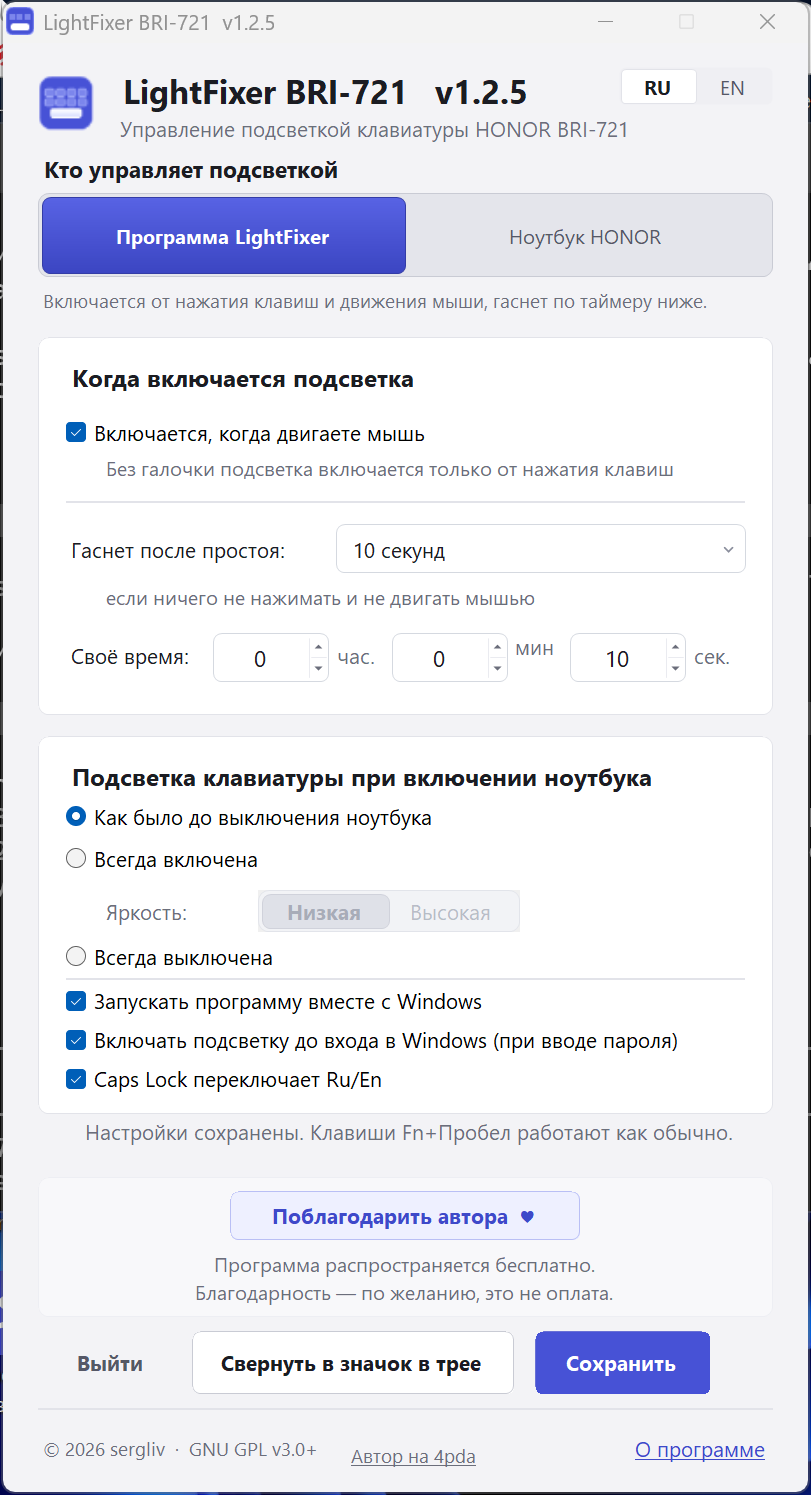 LightFixer BRI-721 v1.2.5
LightFixer BRI-721 v1.2.5
RU EN
Управление подсветкой клавиатуры HONOR BRI-721
Кто управляет подсветкой
Программа LightFixer Ноутбук HONOR
Включается от нажатия клавиш и движения мыши, гаснет по таймеру ниже.
Когда включается подсветка
Включается, когда двигаете мышь
Без галочки подсветка включается только от нажатия клавиш
Гаснет после простоя: 10 секунд
если ничего не нажимать и не двигать мышью
Своё время: 0 час. 0 мин 10 сек.
Подсветка клавиатуры при включении ноутбука
Как было до выключения ноутбука
Всегда включена
Яркость: Низкая Высокая
Всегда выключена
Запускать программу вместе с Windows
Включать подсветку до входа в Windows (при вводе пароля)
Caps Lock переключает Ru/En
Настройки сохранены. Клавиши Fn+Пробел работают как обычно.
Поблагодарить автора ♥
Программа распространяется бесплатно.
Благодарность — по желанию, это не оплата.
Выйти Свернуть в значок в трее Сохранить
© 2026 sergliv · GNU GPL v3.0+ Автор на 4pda О программе